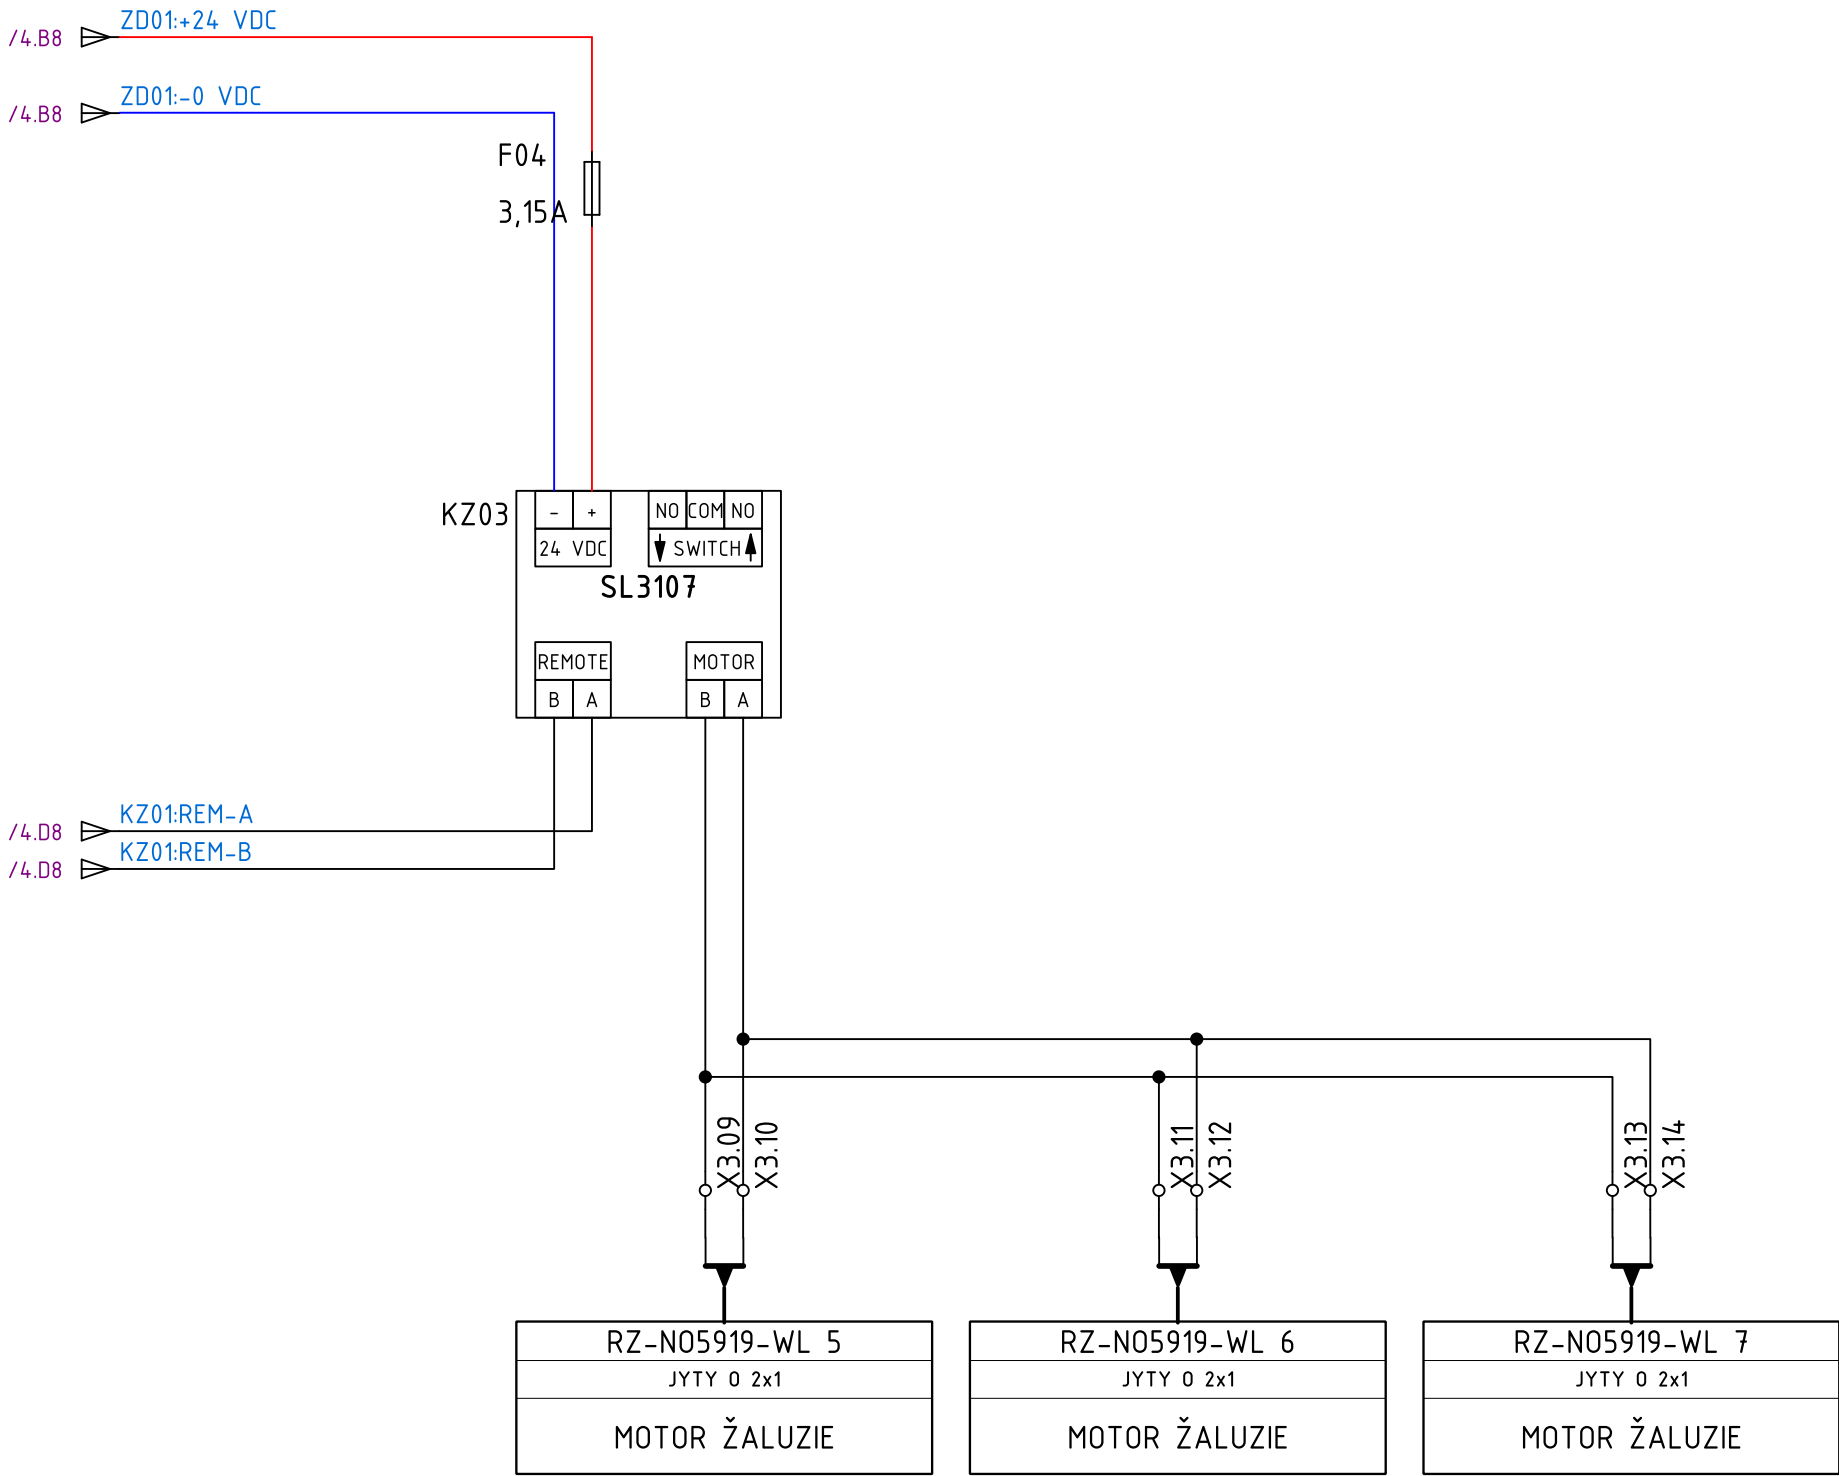 ZD01:+24 VDC
/4.B8
ZD01:-0 VDC
/4.B8
F04
3,15A
KZ03
- + NO COM NO
24 VDC SWITCH
SL3107
REMOTE MOTOR
B A B A
KZ01:REM-A
/4.D8
KZ01:REM-B
/4.D8
X3.09 X3.10 X3.11 X3.12 X3.13 X3.14
RZ-NO5919-WL 5 RZ-NO5919-WL 6 RZ-NO5919-WL 7
JYTY O 2x1 JYTY O 2x1 JYTY O 2x1
MOTOR ŽALUZIE MOTOR ŽALUZIE MOTOR ŽALUZIE